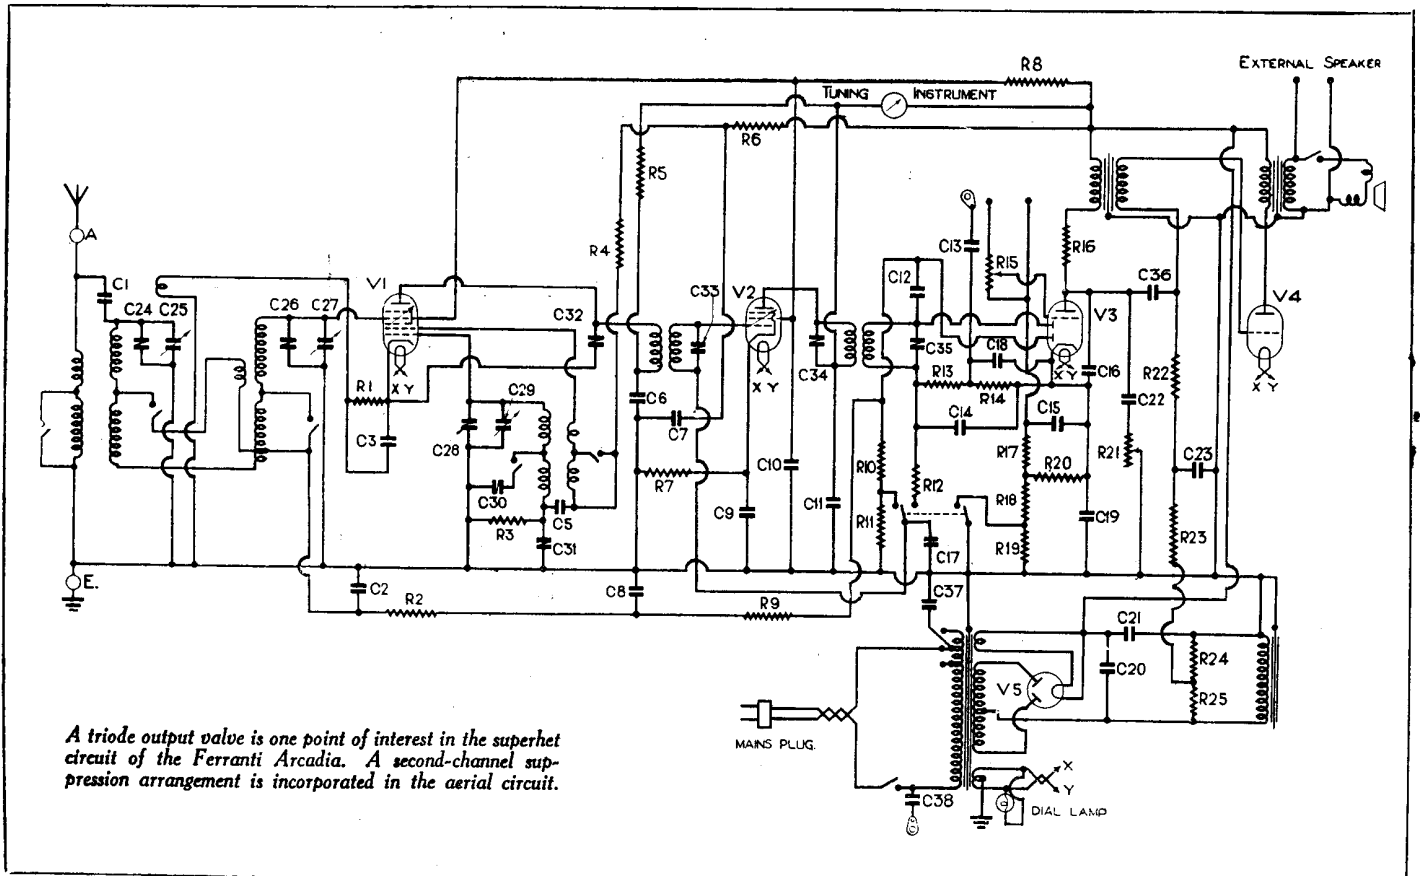 EXTERNAL SPEAKER
R8
TUNING INSTRUMENT
R6
R5
R4
A
C1
C24
C25
C26
C27
V1
C32
C33
V2
C12
C13
R15
R16
C36
V3
V4
C34
C35
C18
C16
X Y
X Y
X Y
X Y
R1
C3
C29
C28
C30
R3
C5
C31
C6
C7
R7
C9
C10
C11
R13
R14
C14
C15
R10
R11
R12
R17
R18
R19
R20
C19
C22
R21
R22
C23
R23
C17
C37
E.
C2
R2
C8
R9
C21
C20
R24
R25
V5
MAINS PLUG.
C38
X
Y
DIAL LAMP
A triode output valve is one point of interest in the superhet
circuit of the Ferranti Arcadia. A second-channel sup-
pression arrangement is incorporated in the aerial circuit.